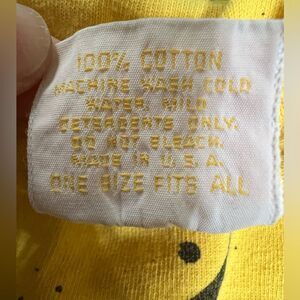 100% COTTON
MACHINE WASH COLD
WATER. MILD
DETERGENTS ONLY.
DO NOT BLEACH.
MADE IN U.S.A.
ONE SIZE FITS ALL